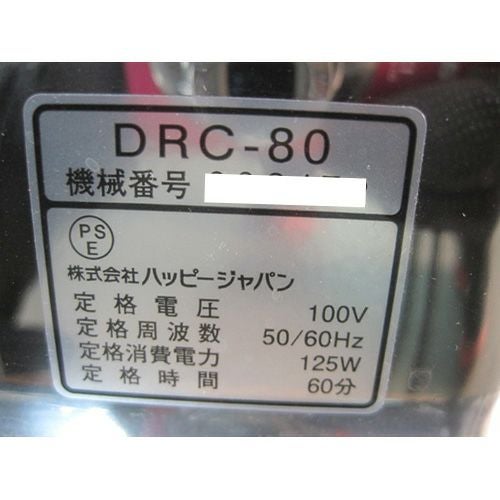 DRC-80
機械番号
PS
E
株式会社ハッピージャパン
定格電圧 100V
定格周波数 50/60Hz
定格消費電力 125W
定格時間 60分